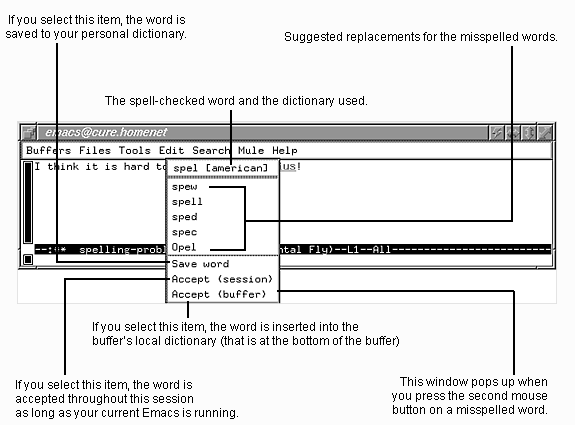 If you select this item, the word is
saved to your personal dictionary.
Suggested replacements for the misspelled words.
The spell-checked word and the dictionary used.
emacs@cure.homenet
Buffers Files Tools Edit Search Mule Help
I think it is hard to lus!
spel [american]
spew
spell
sped
spec
Opel
--:**  spelling-probl ntal Fly)--L1--All
Save word
Accept (session)
Accept (buffer)
If you select this item, the word is inserted into the
buffer's local dictionary (that is at the bottom of the buffer)
If you select this item, the word is
accepted throughout this session
as long as your current Emacs is running.
This window pops up when
you press the second mouse
button on a misspelled word.